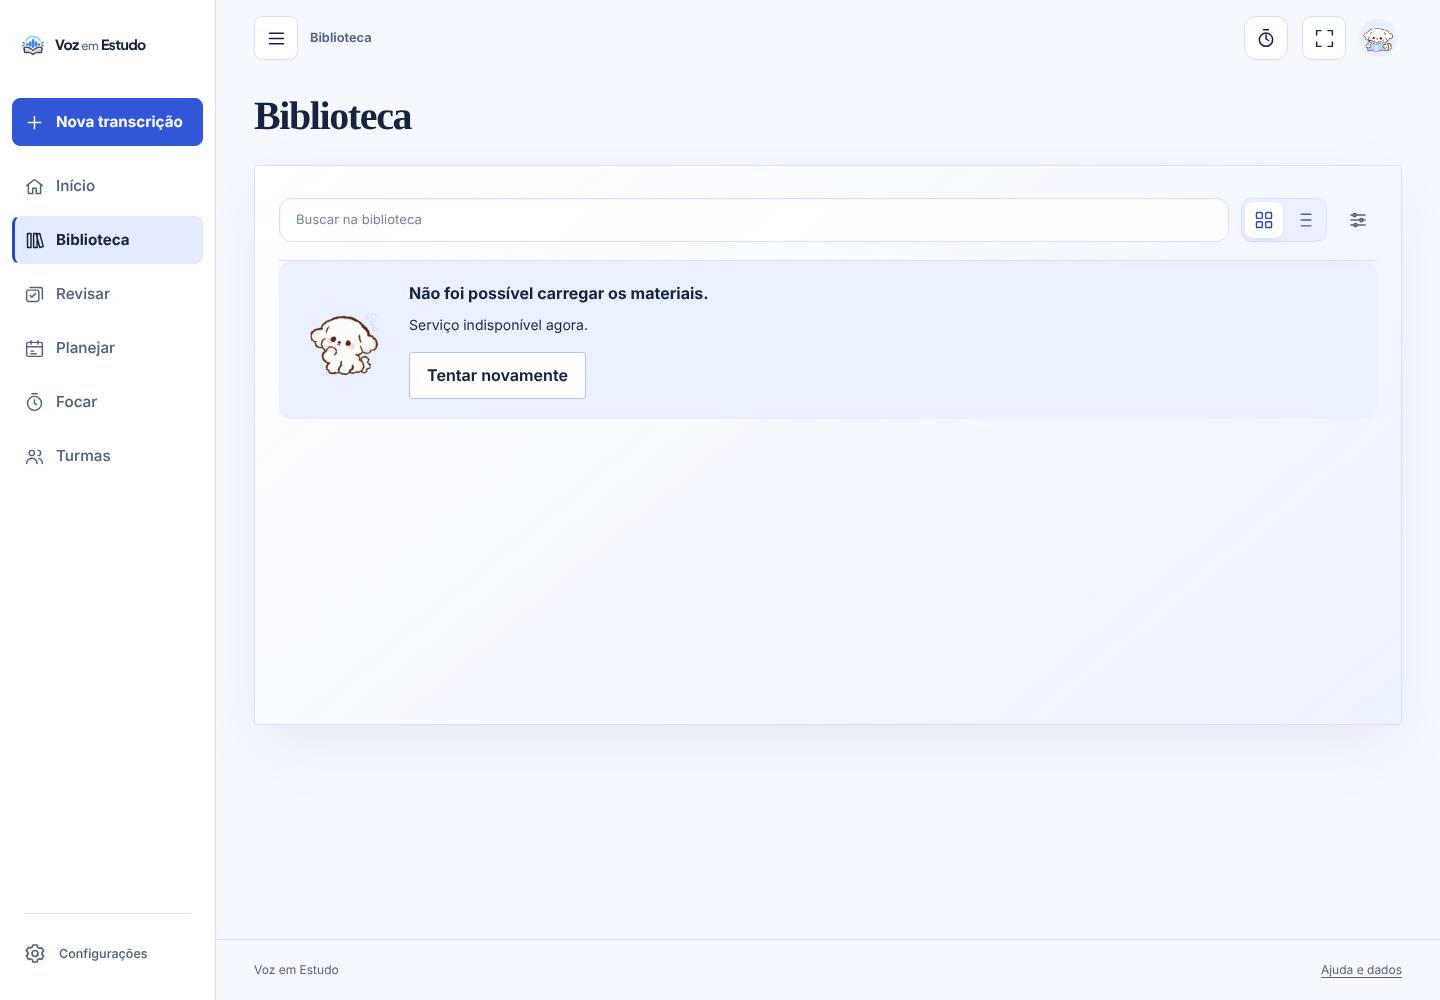 Voz em Estudo
Biblioteca
Nova transcrição
Biblioteca
Início
Biblioteca
Revisar
Planejar
Focar
Turmas
Buscar na biblioteca
Não foi possível carregar os materiais.
Serviço indisponível agora.
Tentar novamente
Configurações
Voz em Estudo
Ajuda e dados